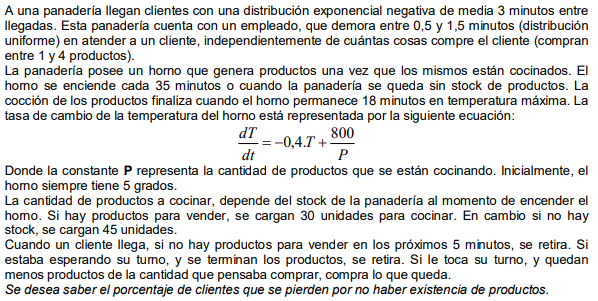 A una panadería llegan clientes con una distribución exponencial negativa de media 3 minutos entre
llegadas. Esta panadería cuenta con un empleado, que demora entre 0,5 y 1,5 minutos (distribución
uniforme) en atender a un cliente, independientemente de cuántas cosas compre el cliente (compran
entre 1 y 4 productos).
La panadería posee un horno que genera productos una vez que los mismos están cocinados. El
horno se enciende cada 35 minutos o cuando la panadería se queda sin stock de productos. La
cocción de los productos finaliza cuando el horno permanece 18 minutos en temperatura máxima. La
tasa de cambio de la temperatura del horno está representada por la siguiente ecuación:
dT/dt = −0,4.T + 800/P
Donde la constante P representa la cantidad de productos que se están cocinando. Inicialmente, el
horno siempre tiene 5 grados.
La cantidad de productos a cocinar, depende del stock de la panadería al momento de encender el
horno. Si hay productos para vender, se cargan 30 unidades para cocinar. En cambio si no hay
stock, se cargan 45 unidades.
Cuando un cliente llega, si no hay productos para vender en los próximos 5 minutos, se retira. Si
estaba esperando su turno, y se terminan los productos, se retira. Si le toca su turno, y quedan
menos productos de la cantidad que pensaba comprar, compra lo que queda.
Se desea saber el porcentaje de clientes que se pierden por no haber existencia de productos.